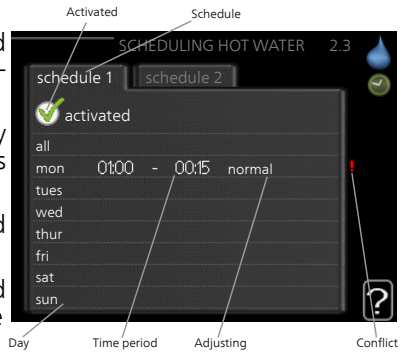 Activated
Schedule
SCHEDULING HOT WATER 2.3
schedule 1 schedule 2
activated
all
mon 01:00 - 00:15 normal !
tues
wed
thur
fri
sat
sun
?
Day Time period Adjusting Conflict